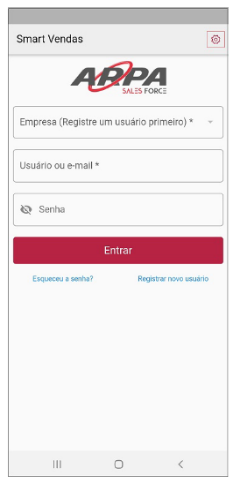 Smart Vendas
ARPA
SALES FORCE
Empresa (Registre um usuário primeiro) *
Usuário ou e-mail *
Senha
Entrar
Esqueceu a senha? Registrar novo usuário